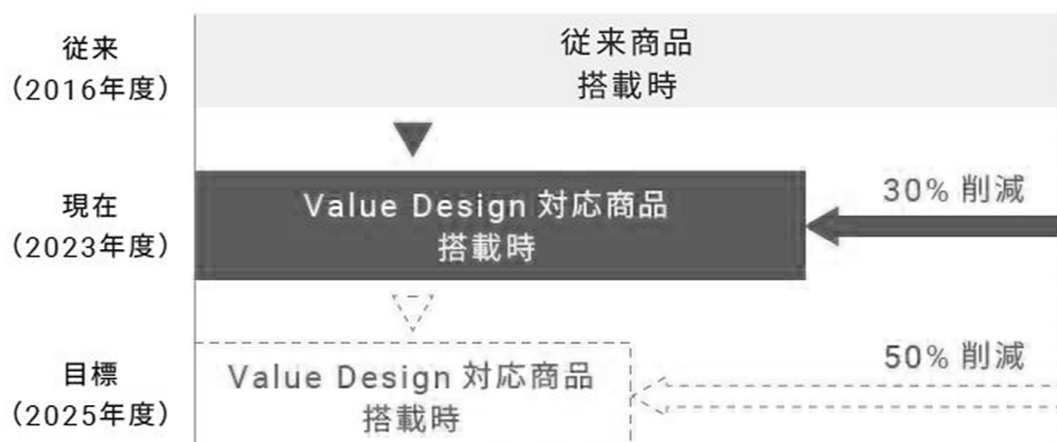 従来
（2016年度）
従来商品
搭載時
現在
（2023年度）
Value Design 対応商品
搭載時
30% 削減
目標
（2025年度）
Value Design 対応商品
搭載時
50% 削減